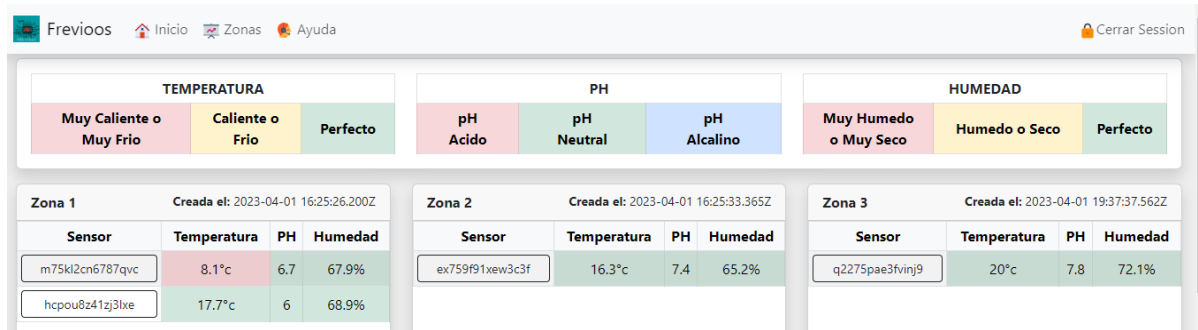 Frevioos Inicio Zonas Ayuda Cerrar Session
TEMPERATURA
Muy Caliente o
Muy Frio
Caliente o
Frio
Perfecto
PH
pH
Acido
pH
Neutral
pH
Alcalino
HUMEDAD
Muy Humedo
o Muy Seco
Humedo o Seco
Perfecto
Zona 1 Creada el: 2023-04-01 16:25:26.200Z
Sensor Temperatura PH Humedad
m75kl2cn6787qvc 8.1°c 6.7 67.9%
hcpou8z41zj3lxe 17.7°c 6 68.9%
Zona 2 Creada el: 2023-04-01 16:25:33.365Z
Sensor Temperatura PH Humedad
ex759f91xew3c3f 16.3°c 7.4 65.2%
Zona 3 Creada el: 2023-04-01 19:37:37.562Z
Sensor Temperatura PH Humedad
q2275pae3fvinj9 20°c 7.8 72.1%